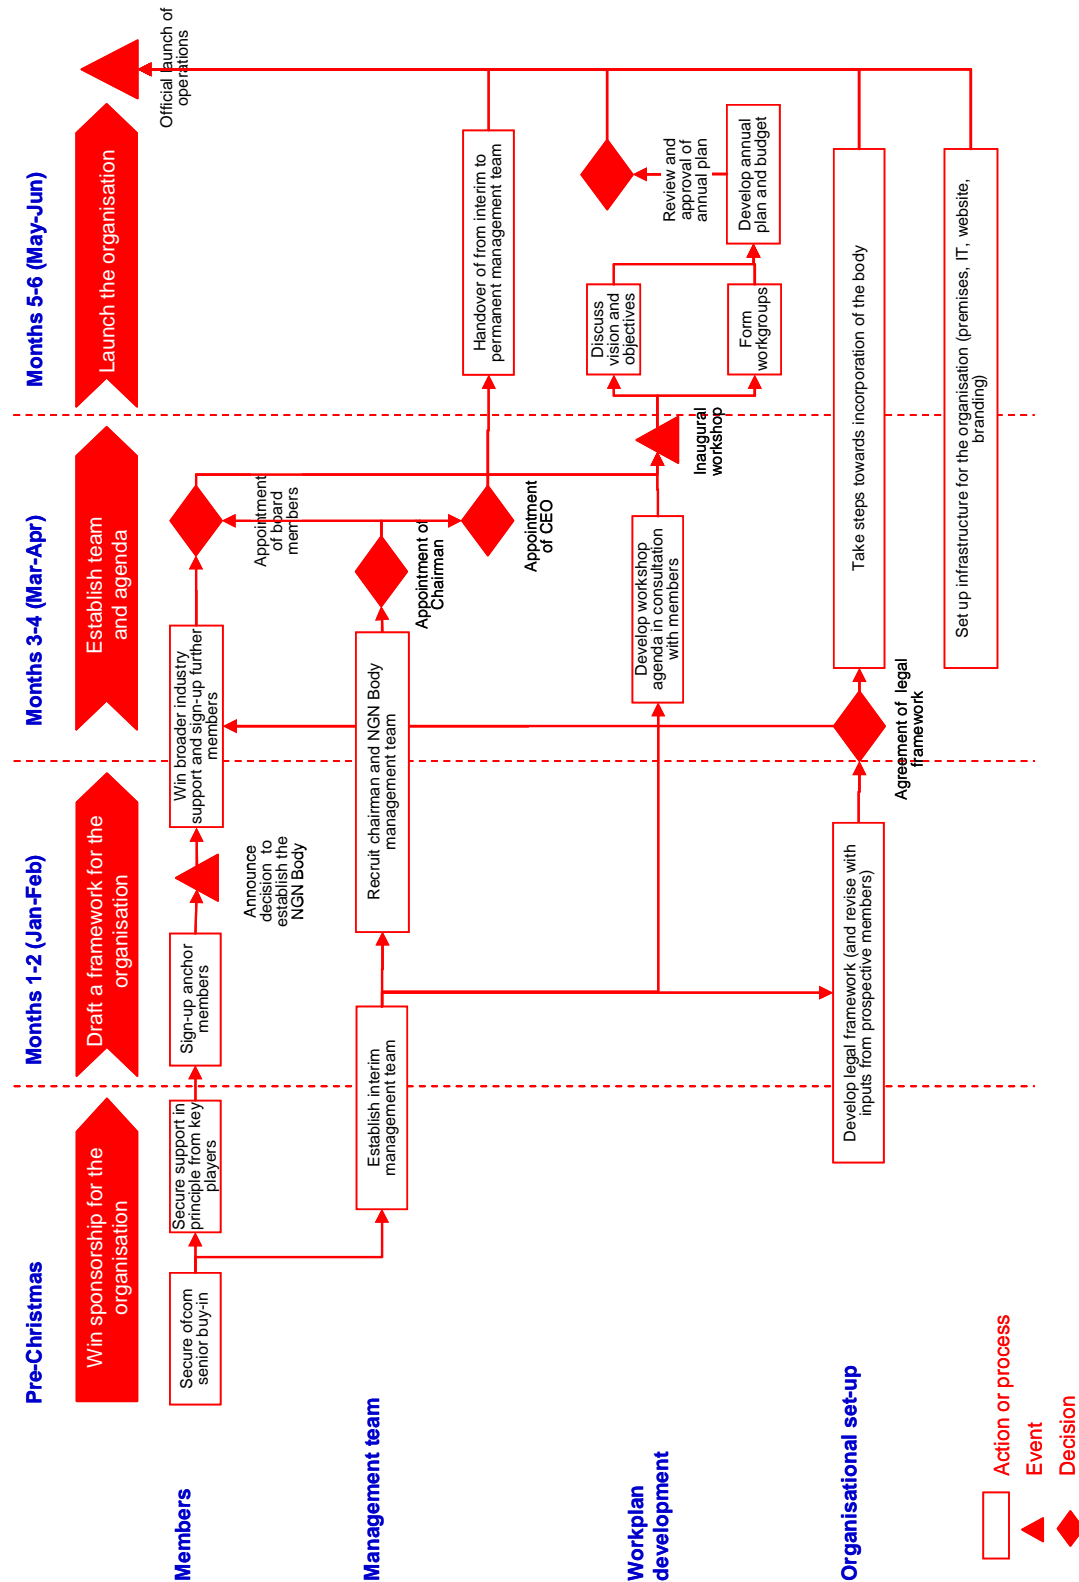 Pre-Christmas
Months 1-2 (Jan-Feb)
Months 3-4 (Mar-Apr)
Months 5-6 (May-Jun)
Win sponsorship for the
organisation
Draft a framework for the
organisation
Establish team
and agenda
Launch the organisation
Official launch of
operations
Members
Secure ofcom
senior buy-in
Secure support in
principle from key
players
Sign-up anchor
members
Announce
decision to
establish the
NGN Body
Win broader industry
support and sign-up further
members
Appointment
of board
members
Management team
Establish interim
management team
Recruit chairman and NGN Body
management team
Appointment of
Chairman
Appointment
of CEO
Handover of from interim to
permanent management team
Workplan
development
Develop workshop
agenda in consultation
with members
Inaugural
workshop
Discuss
vision and
objectives
Form
workgroups
Develop annual
plan and budget
Review and
approval of
annual plan
Organisational set-up
Develop legal framework (and revise with
inputs from prospective members)
Agreement of legal
framework
Take steps towards incorporation of the body
Set up infrastructure for the organisation (premises, IT, website,
branding)
Action or process
Event
Decision